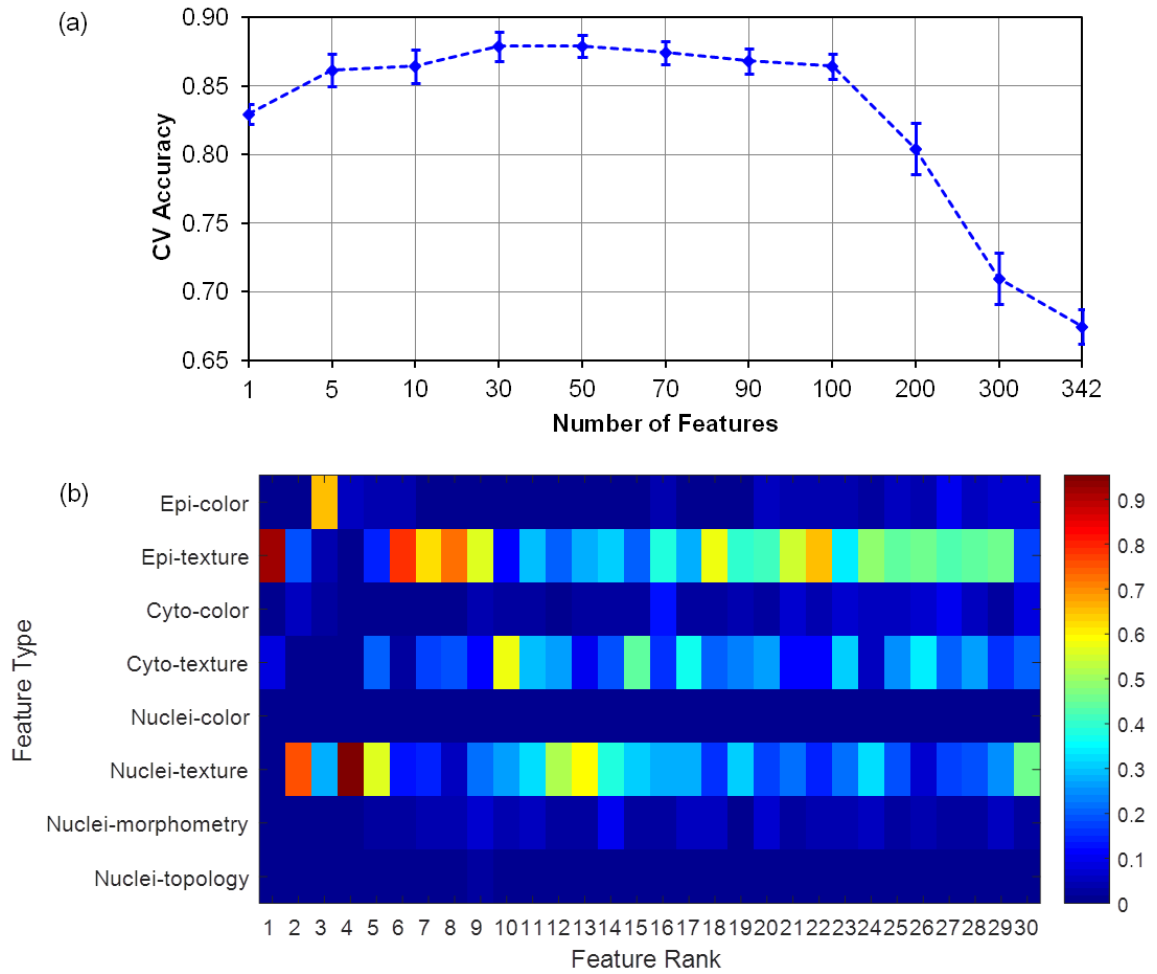 (a)
0.90
0.85
0.80
0.75
0.70
0.65
CV Accuracy
1 5 10 30 50 70 90 100 200 300 342
Number of Features
(b)
Feature Type
Epi-color
Epi-texture
Cyto-color
Cyto-texture
Nuclei-color
Nuclei-texture
Nuclei-morphometry
Nuclei-topology
1 2 3 4 5 6 7 8 9 10 11 12 13 14 15 16 17 18 19 20 21 22 23 24 25 26 27 28 29 30
Feature Rank
0.9
0.8
0.7
0.6
0.5
0.4
0.3
0.2
0.1
0